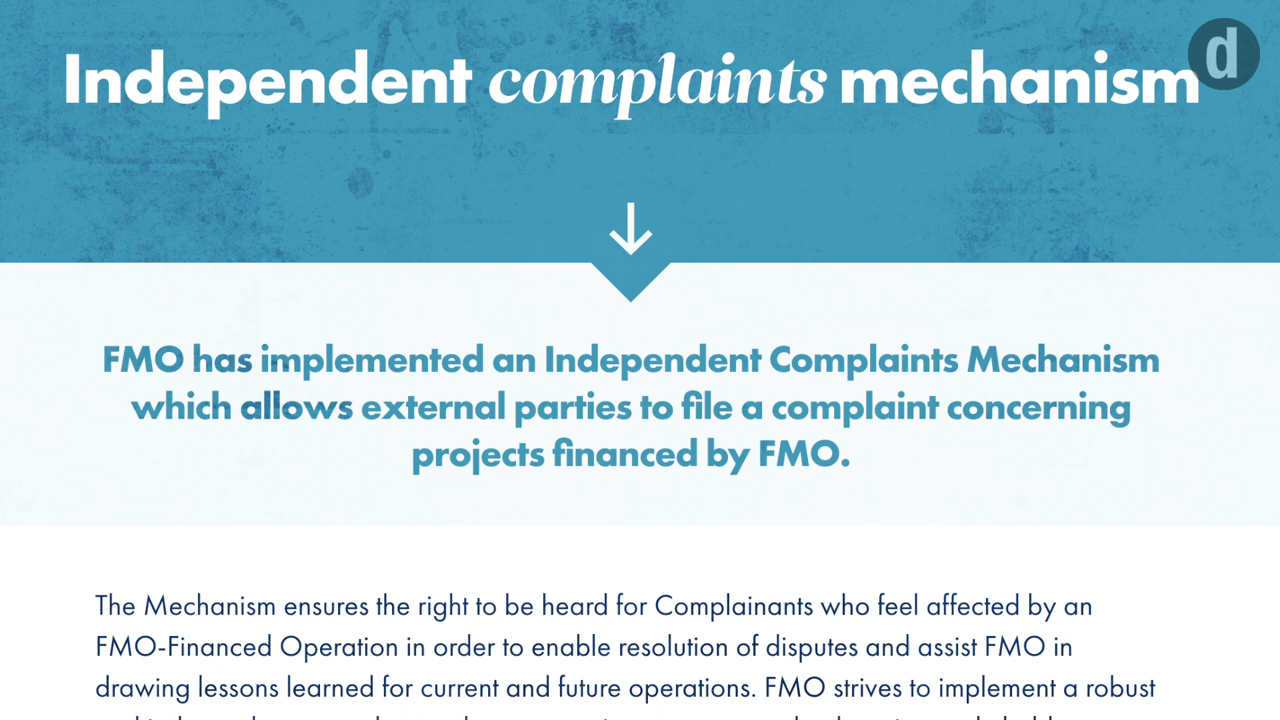 Independent complaints mechanism
d
FMO has implemented an Independent Complaints Mechanism
which allows external parties to file a complaint concerning
projects financed by FMO.
The Mechanism ensures the right to be heard for Complainants who feel affected by an
FMO-Financed Operation in order to enable resolution of disputes and assist FMO in
drawing lessons learned for current and future operations. FMO strives to implement a robust